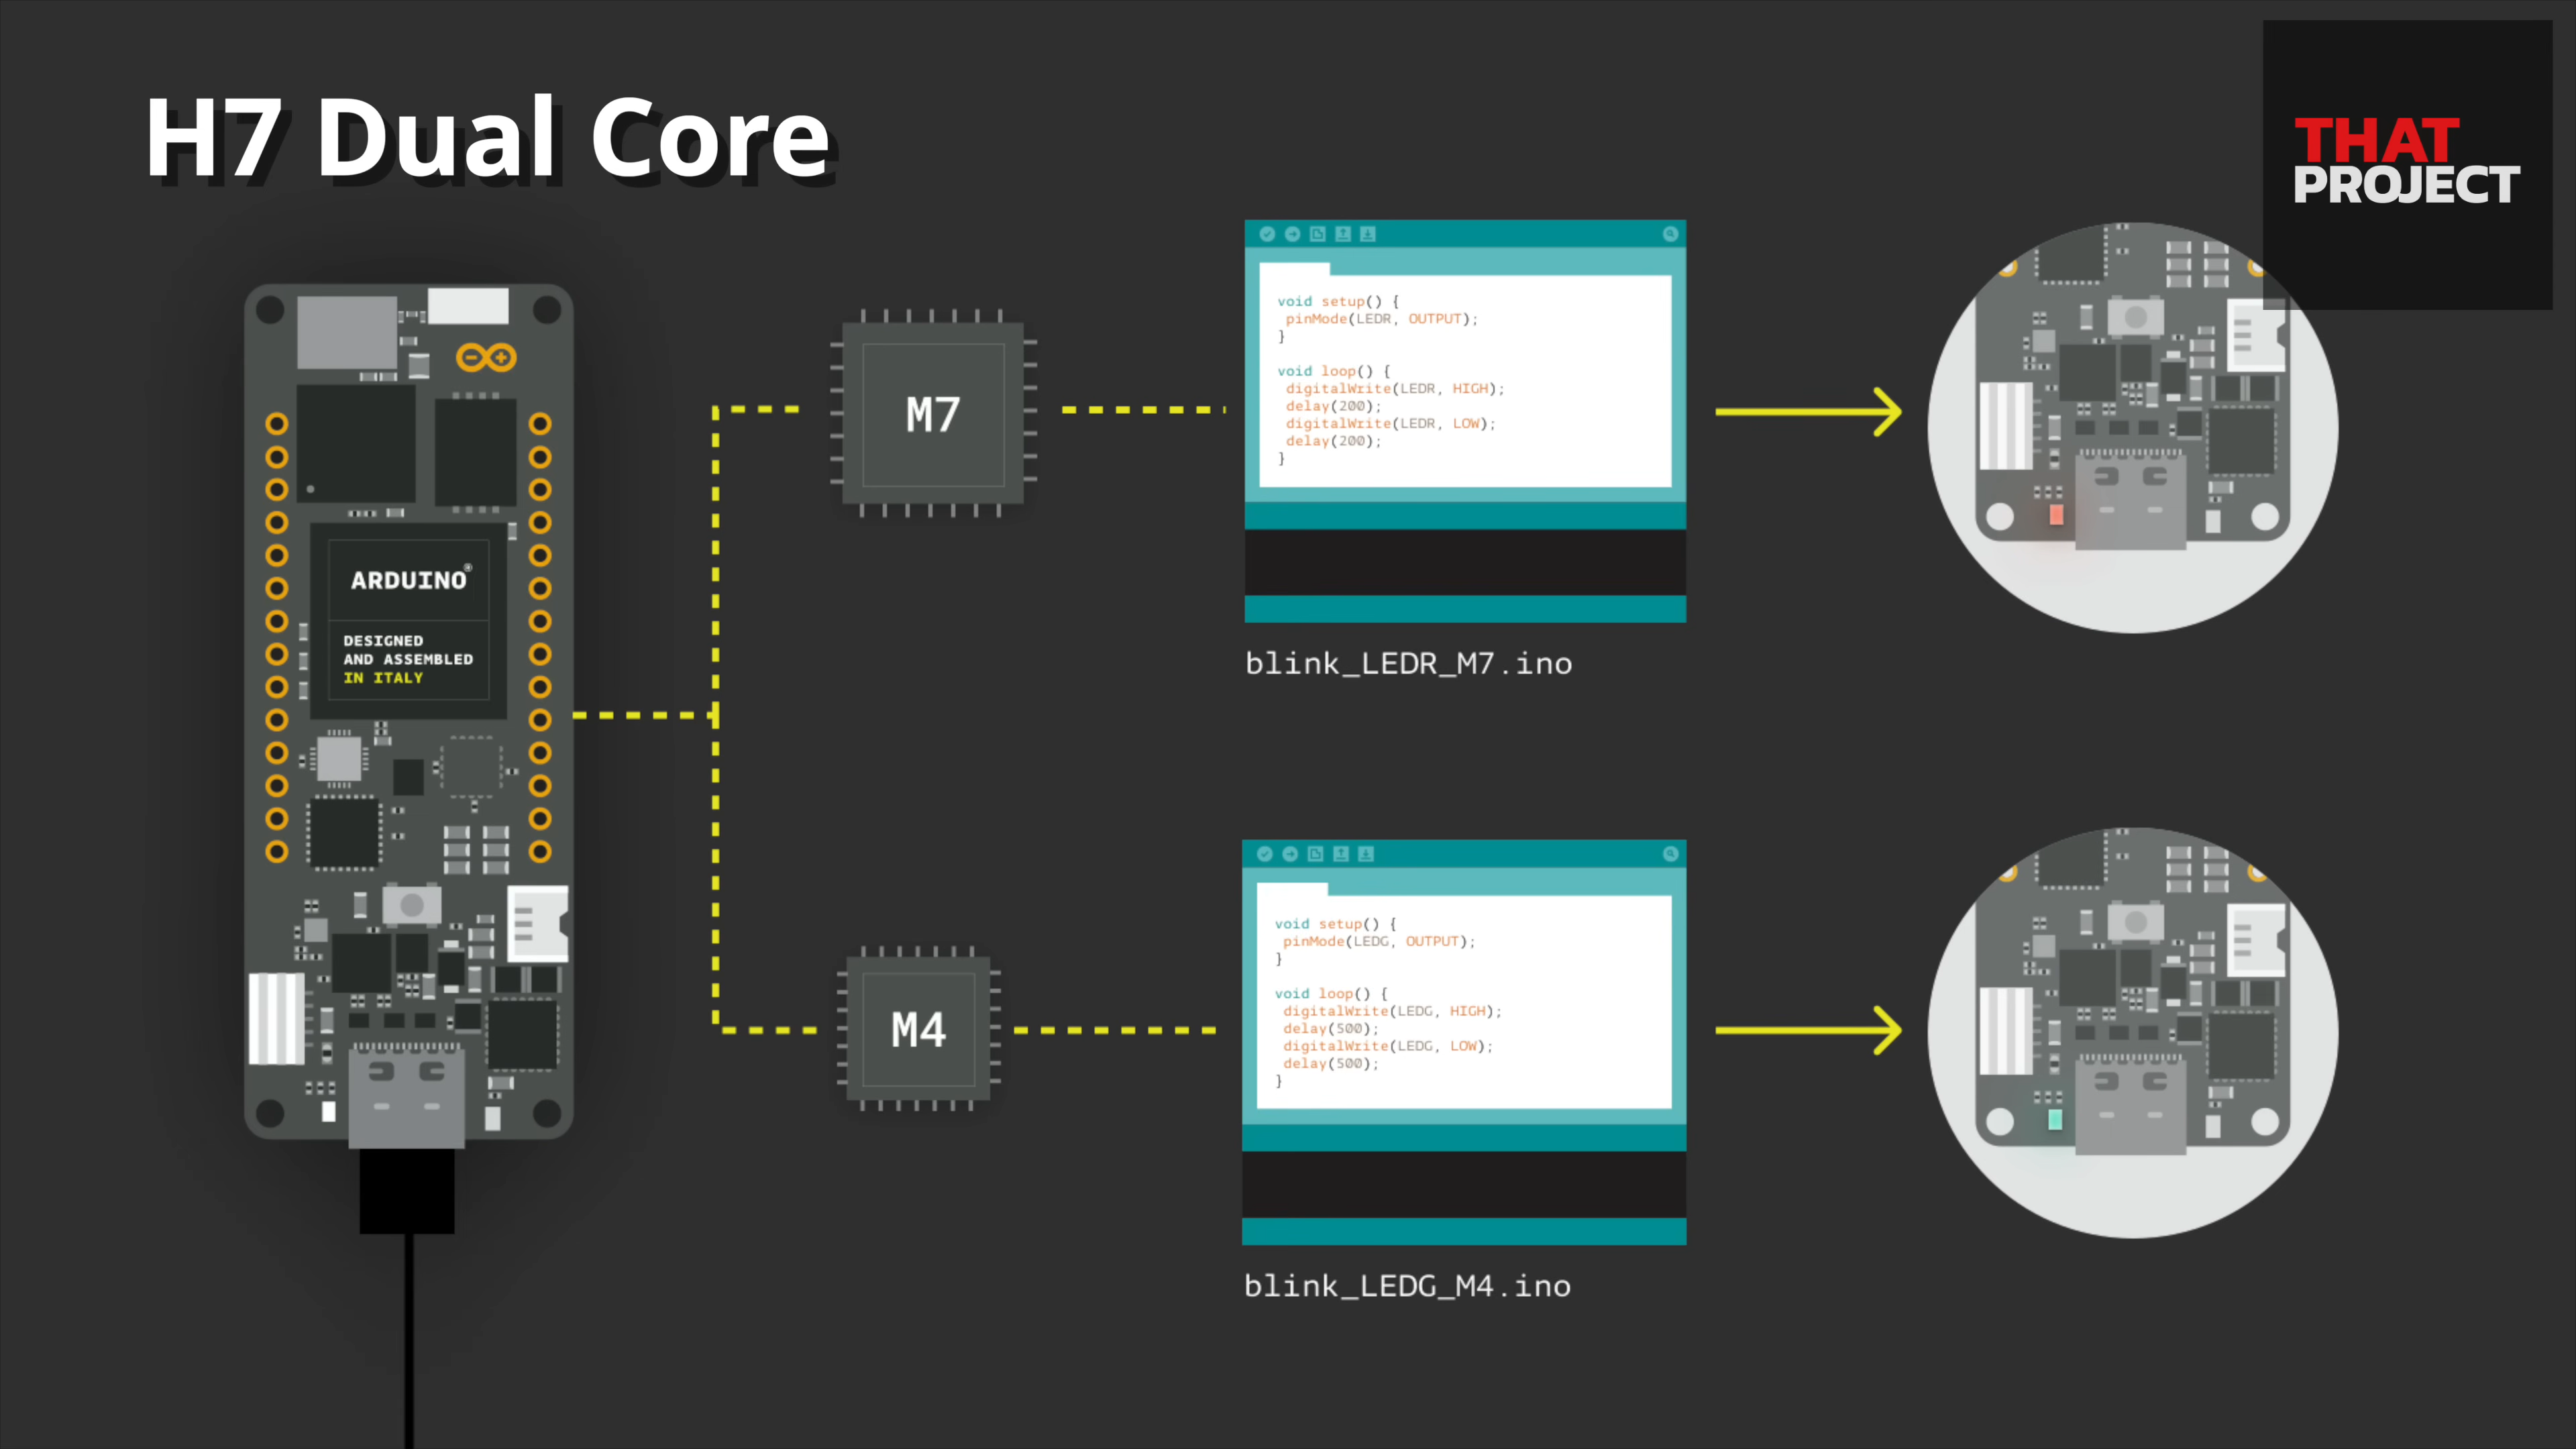 H7 Dual Core
THAT
PROJECT
ARDUINO®
DESIGNED
AND ASSEMBLED
IN ITALY
M7
void setup() {
pinMode(LEDR, OUTPUT);
}
void loop() {
digitalWrite(LEDR, HIGH);
delay(200);
digitalWrite(LEDR, LOW);
delay(200);
}
blink_LEDR_M7.ino
M4
void setup() {
pinMode(LEDG, OUTPUT);
}
void loop() {
digitalWrite(LEDG, HIGH);
delay(500);
digitalWrite(LEDG, LOW);
delay(500);
}
blink_LEDG_M4.ino